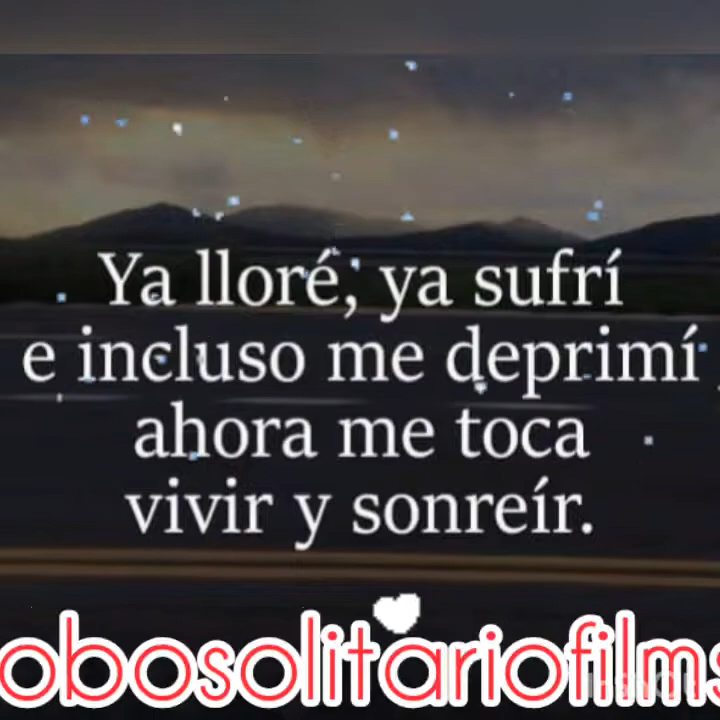 Ya lloré, ya sufrí
e incluso me deprimí
ahora me toca
vivir y sonreír.
obosolitariofilms